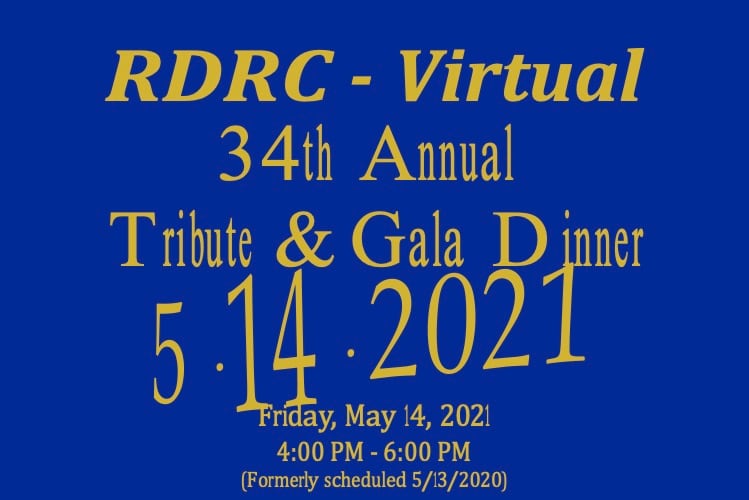 RDRC - Virtual
34th Annual
Tribute & Gala Dinner
5 . 14 . 2021
Friday, May 14, 2021
4:00 PM - 6:00 PM
(Formerly scheduled 5/13/2020)